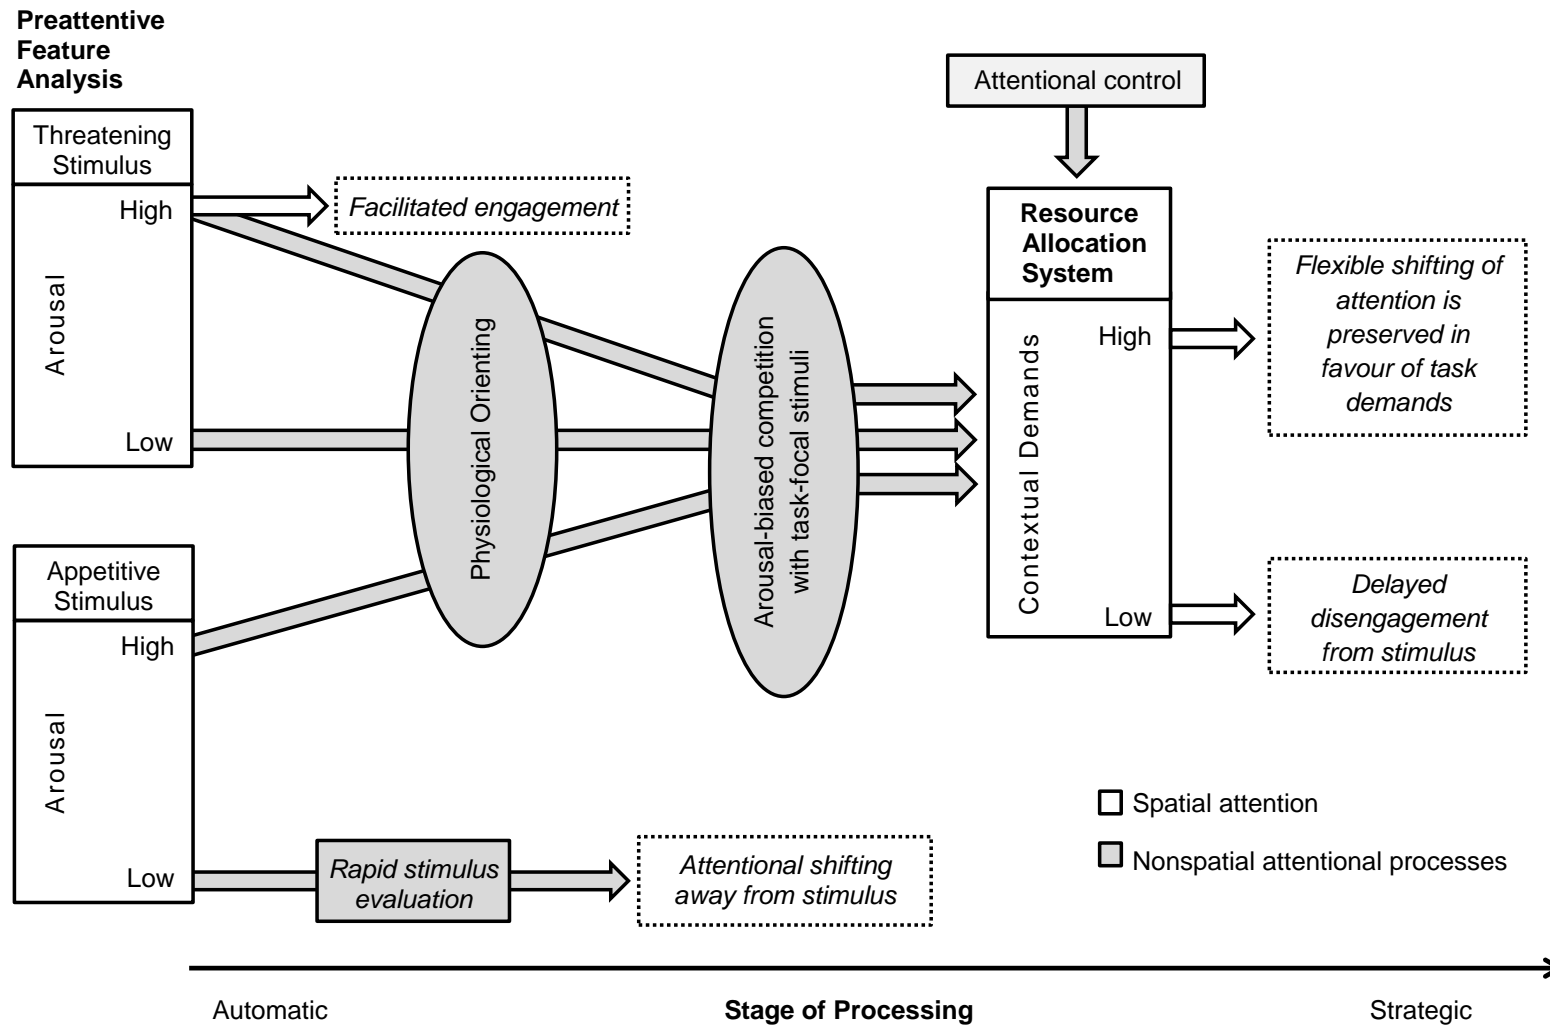 Preattentive
Feature
Analysis
Threatening
Stimulus
High
Arousal
Low
Facilitated engagement
Physiological Orienting
Arousal-biased competition
with task-focal stimuli
Attentional control
Resource
Allocation
System
High
Contextual Demands
Low
Flexible shifting of
attention is
preserved in
favour of task
demands
Delayed
disengagement
from stimulus
Appetitive
Stimulus
High
Arousal
Low
Rapid stimulus
evaluation
Attentional shifting
away from stimulus
Spatial attention
Nonspatial attentional processes
Automatic
Stage of Processing
Strategic